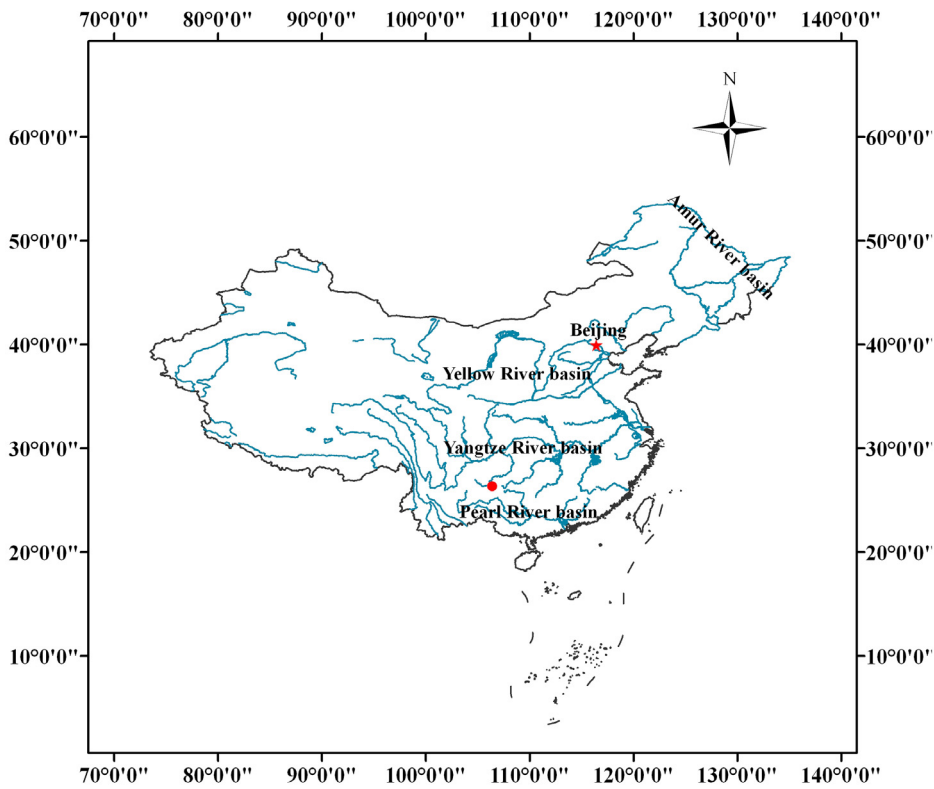 70°0'0" 80°0'0" 90°0'0" 100°0'0" 110°0'0" 120°0'0" 130°0'0" 140°0'0"
N
60°0'0" 60°0'0"
Amur River basin
50°0'0" 50°0'0"
Beijing
40°0'0" 40°0'0"
Yellow River basin
30°0'0" 30°0'0"
Yangtze River basin
Pearl River basin
20°0'0" 20°0'0"
10°0'0" 10°0'0"
70°0'0" 80°0'0" 90°0'0" 100°0'0" 110°0'0" 120°0'0" 130°0'0" 140°0'0"